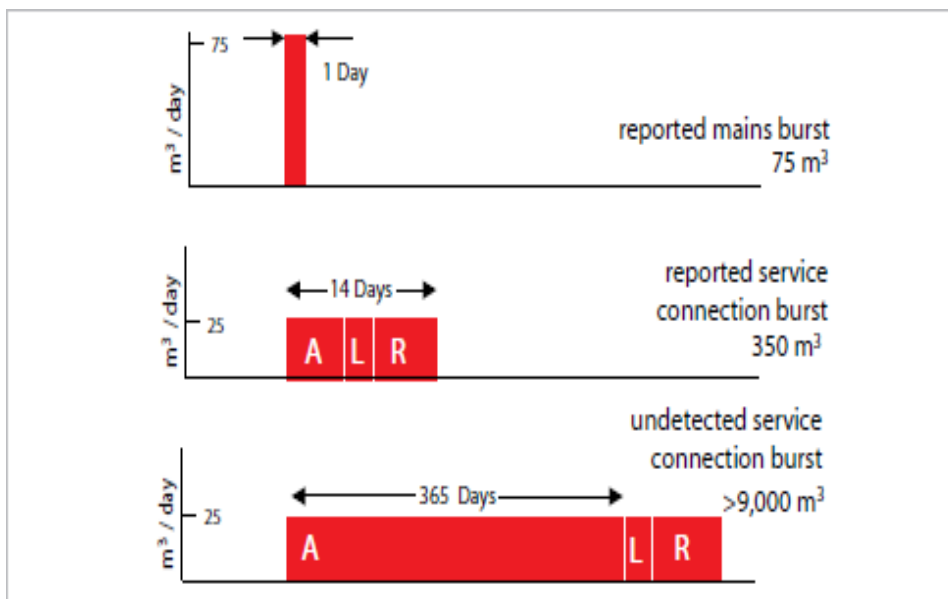 75
1 Day
m³ / day
reported mains burst
75 m³
14 Days
25
m³ / day
A L R
reported service
connection burst
350 m³
365 Days
25
m³ / day
A L R
undetected service
connection burst
>9,000 m³